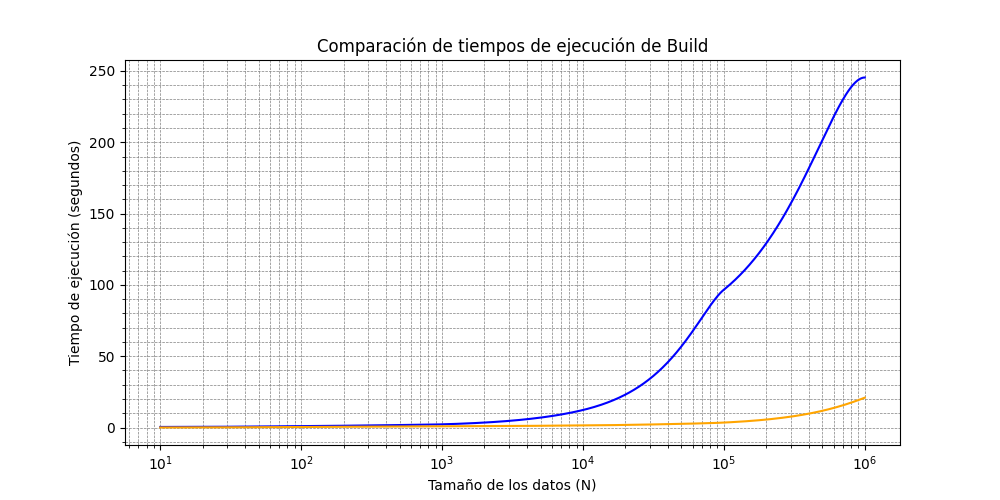 Comparación de tiempos de ejecución de Build
250
200
150
100
50
0
Tiempo de ejecución (segundos)
10¹ 10² 10³ 10⁴ 10⁵ 10⁶
Tamaño de los datos (N)